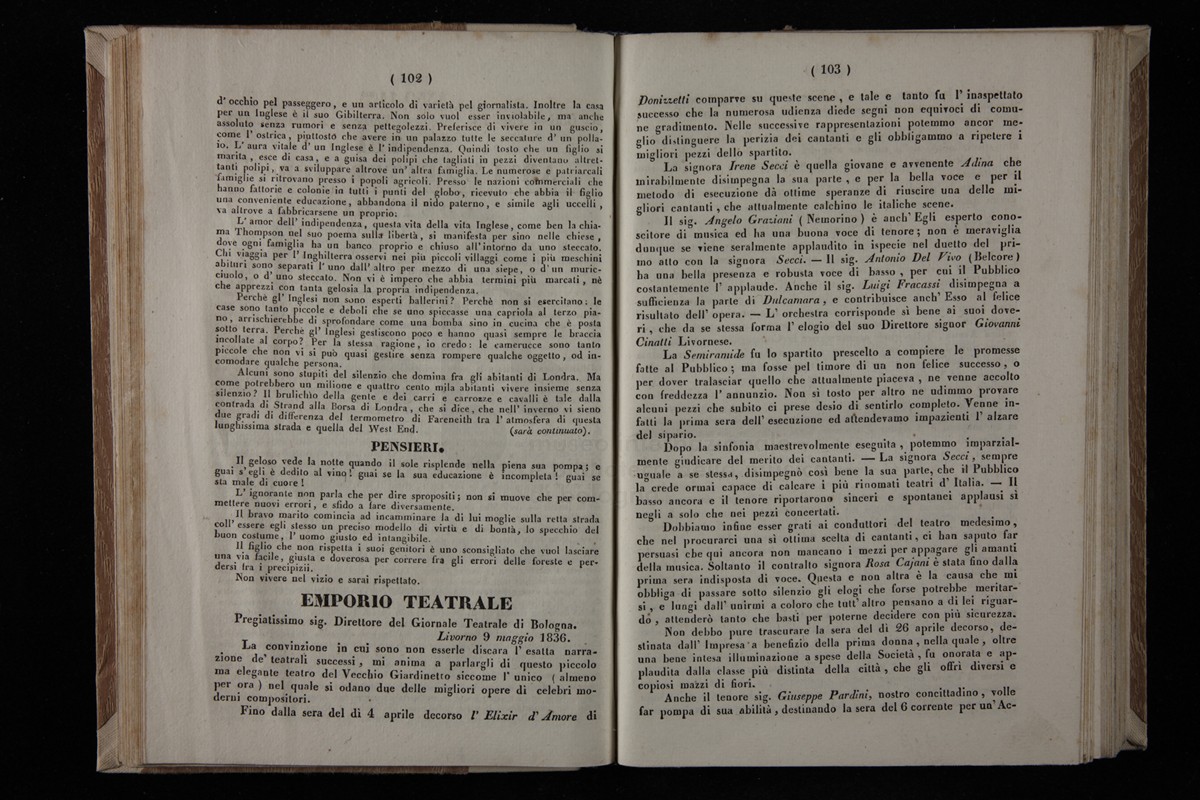 ( 102 )
d' occhio pel passeggero, e un articolo di varietà pel giornalista. Inoltre la casa
per un Inglese è il suo Gibilterra. Non solo vuol esser inviolabile, ma anche
assoluto senza rumori e senza pettegolezzi. Preferisce di vivere in un guscio,
come l' ostrica, piuttosto che avere in un palazzo tutte le seccature d' un polla-
io. L' aura vitale d' un Inglese è l' indipendenza. Quindi tosto che un figlio si
marita, esce di casa, e a guisa dei polipi che tagliati in pezzi diventano altret-
tanti polipi, va a sviluppare altrove un' altra famiglia. Le numerose e patriarcali
famiglie si ritrovano presso i popoli agricoli. Presso le nazioni commerciali che
hanno fattorie e colonie in tutti i punti del globo, ricevuto che abbia il figlio
una conveniente educazione, abbandona il nido paterno, e simile agli uccelli,
va altrove a fabbricarsene un proprio.
L' amor dell' indipendenza, questa vita della vita Inglese, come ben la chia-
ma Thompson nel suo poema sulla libertà, si manifesta per sino nelle chiese,
dove ogni famiglia ha un banco proprio e chiuso all'intorno da uno steccato.
Chi viaggia per l' Inghilterra osservi nei più piccoli villaggi come i più meschini
abituri sono separati l' uno dall' altro per mezzo di una siepe, o d' un muric-
ciuolo, o d' uno steccato. Non vi è impero che abbia termini più marcati, nè
che apprezzi con tanta gelosia la propria indipendenza.
Perchè gl' Inglesi non sono esperti ballerini? Perchè non si esercitano: le
case sono tanto piccole e deboli che se uno spiccasse una capriola al terzo pia-
no, arrischierebbe di sprofondare come una bomba sino in cucina che è posta
sotto terra. Perchè gl' Inglesi gestiscono poco e hanno quasi sempre le braccia
incollate al corpo? Per la stessa ragione, io credo: le camerucce sono tanto
piccole che non vi si può quasi gestire senza rompere qualche oggetto, od in-
comodare qualche persona.
Alcuni sono stupiti del silenzio che domina fra gli abitanti di Londra. Ma
come potrebbero un milione e quattro cento mila abitanti vivere insieme senza
silenzio? Il brulichìo della gente e dei carri e carrozze e cavalli è tale dalla
contrada di Strand alla Borsa di Londra, che si dice, che nell' inverno vi sieno
due gradi di differenza del termometro di Fareneith tra l' atmosfera di questa
lunghissima strada e quella del West End. (sarà continuato).
PENSIERI.
Il geloso vede la notte quando il sole risplende nella piena sua pompa; e
guai s' egli è dedito al vino! guai se la sua educazione è incompleta! guai se
sta male di cuore!
L' ignorante non parla che per dire spropositi; non si muove che per com-
mettere nuovi errori, e sfido a fare diversamente.
Il bravo marito comincia ad incamminare la di lui moglie sulla retta strada
coll' essere egli stesso un preciso modello di virtù e di bontà, lo specchio del
buon costume, l' uomo giusto ed intangibile.
Il figlio che non rispetta i suoi genitori è uno sconsigliato che vuol lasciare
una via facile, giusta e doverosa per correre fra gli errori delle foreste e per-
dersi fra i precipizii.
Non vivere nel vizio e sarai rispettato.
EMPORIO TEATRALE
Pregiatissimo sig. Direttore del Giornale Teatrale di Bologna.
Livorno 9 maggio 1836.
La convinzione in cui sono non esserle discara l' esatta narra-
zione de' teatrali successi, mi anima a parlargli di questo piccolo
ma elegante teatro del Vecchio Giardinetto siccome l' unico (almeno
per ora) nel quale si odano due delle migliori opere di celebri mo-
derni compositori.
Fino dalla sera del dì 4 aprile decorso l' Elixir d' Amore di
( 103 )
Donizzetti comparve su queste scene, e tale e tanto fu l' inaspettato
successo che la numerosa udienza diede segni non equivoci di comu-
ne gradimento. Nelle successive rappresentazioni potemmo ancor me-
glio distinguere la perizia dei cantanti e gli obbligammo a ripetere i
migliori pezzi dello spartito.
La signora Irene Secci è quella giovane e avvenente Adina che
mirabilmente disimpegna la sua parte, e per la bella voce e per il
metodo di esecuzione dà ottime speranze di riuscire una delle mi-
gliori cantanti, che attualmente calchino le italiche scene.
Il sig. Angelo Graziani (Nemorino) è anch' Egli esperto cono-
scitore di musica ed ha una buona voce di tenore; non è meraviglia
dunque se viene seralmente applaudito in ispecie nel duetto del pri-
mo atto con la signora Secci. — Il sig. Antonio Del Vivo (Belcore)
ha una bella presenza e robusta voce di basso, per cui il Pubblico
costantemente l' applaude. Anche il sig. Luigi Fracassi disimpegna a
sufficienza la parte di Dulcamara, e contribuisce anch' Esso al felice
risultato dell' opera. — L' orchestra corrisponde sì bene ai suoi dove-
ri, che da se stessa forma l' elogio del suo Direttore signor Giovanni
Cinatti Livornese.
La Semiramide fu lo spartito prescelto a compiere le promesse
fatte al Pubblico; ma fosse pel timore di un non felice successo, o
per dover tralasciar quello che attualmente piaceva, ne venne accolto
con freddezza l' annunzio. Non sì tosto per altro ne udimmo provare
alcuni pezzi che subito ci prese desio di sentirlo completo. Venne in-
fatti la prima sera dell' esecuzione ed attendevamo impazienti l' alzare
del sipario.
Dopo la sinfonia maestrevolmente eseguita, potemmo imparzial-
mente giudicare del merito dei cantanti. — La signora Secci, sempre
uguale a se stessa, disimpegnò così bene la sua parte, che il Pubblico
la crede ormai capace di calcare i più rinomati teatri d' Italia. — Il
basso ancora e il tenore riportarono sinceri e spontanei applausi sì
negli a solo che nei pezzi concertati.
Dobbiamo infine esser grati ai conduttori del teatro medesimo,
che nel procurarci una sì ottima scelta di cantanti, ci han saputo far
persuasi che qui ancora non mancano i mezzi per appagare gli amanti
della musica. Soltanto il contralto signora Rosa Cajani è stata fino dalla
prima sera indisposta di voce. Questa e non altra è la causa che mi
obbliga di passare sotto silenzio gli elogi che forse potrebbe meritar-
si, e lungi dall' unirmi a coloro che tutt' altro pensano a di lei riguar-
do, attenderò tanto che basti per poterne decidere con più sicurezza.
Non debbo pure trascurare la sera del dì 26 aprile decorso, de-
stinata dall' Impresa a benefizio della prima donna, nella quale, oltre
una bene intesa illuminazione a spese della Società, fu onorata e ap-
plaudita dalla classe più distinta della città, che gli offrì diversi e
copiosi mazzi di fiori.
Anche il tenore sig. Giuseppe Pardini, nostro concittadino, volle
far pompa di sua abilità, destinando la sera del 6 corrente per un' Ac-